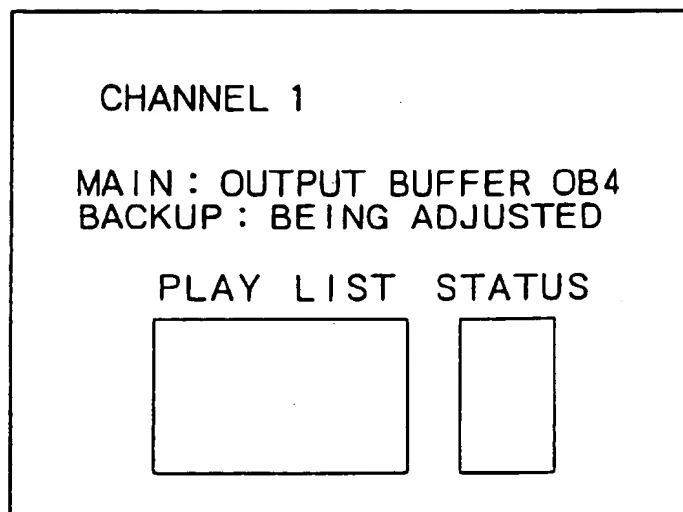 CHANNEL 1
MAIN : OUTPUT BUFFER OB4
BACKUP : BEING ADJUSTED
PLAY LIST STATUS